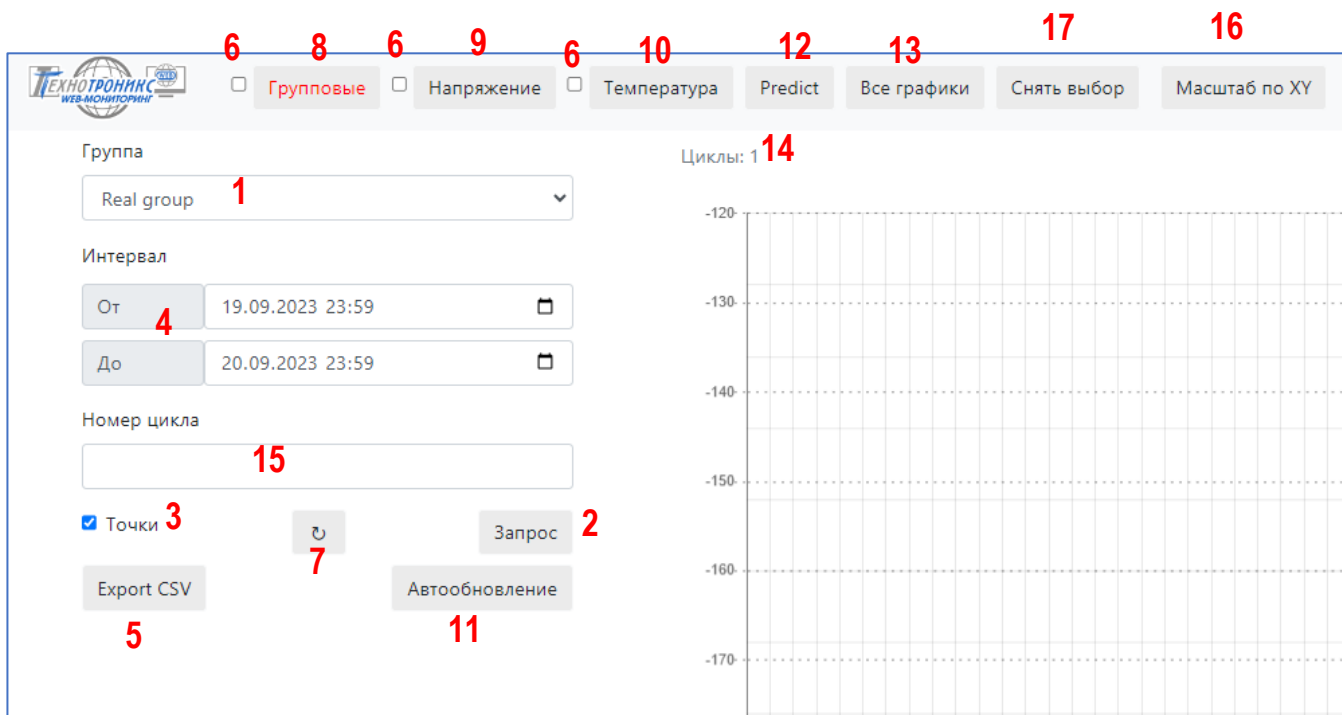 6 8 6 9 6 10 12 13 17 16
ТЕХНОТРОНИКС WEB
WEB-МОНИТОРИНГ
Групповые Напряжение Температура Predict Все графики Снять выбор Масштаб по XY
Группа
Циклы: 1 14
Real group 1
Интервал
От 19.09.2023 23:59
4
До 20.09.2023 23:59
Номер цикла
15
Точки 3 ↻ Запрос 2
7
Export CSV Автообновление
5 11
-120
-130
-140
-150
-160
-170